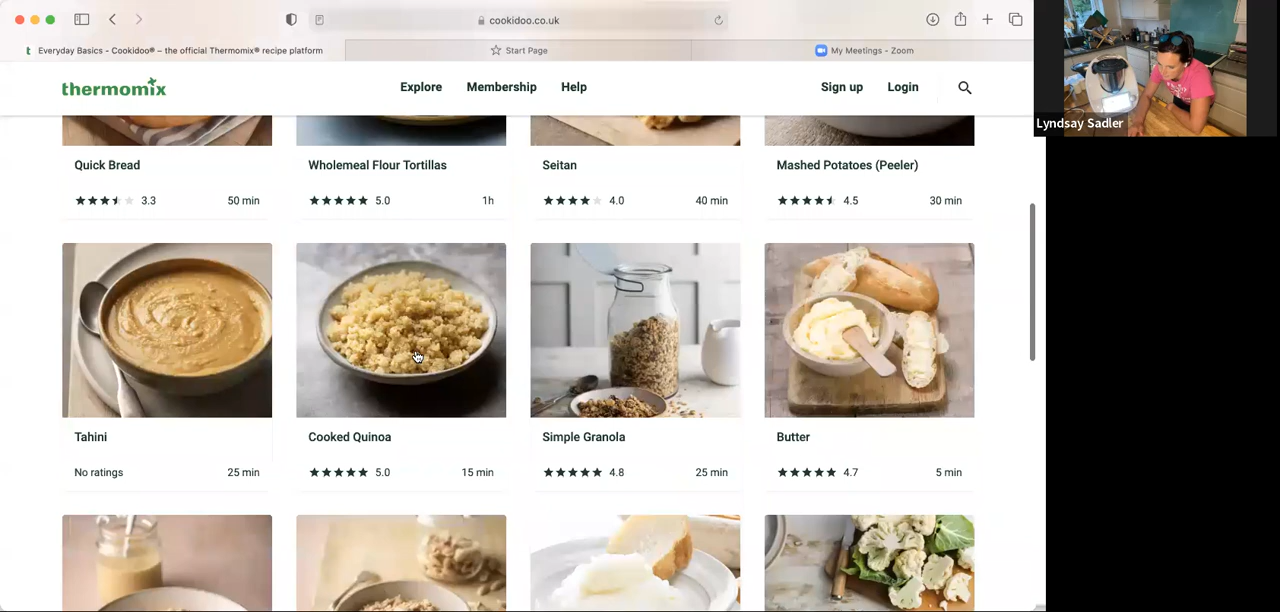 cookidoo.co.uk
t Everyday Basics - Cookidoo® – the official Thermomix® recipe platform
Start Page
My Meetings - Zoom
thermomix
Explore
Membership
Help
Sign up
Login
Lyndsay Sadler
Quick Bread
Wholemeal Flour Tortillas
Seitan
Mashed Potatoes (Peeler)
3.3
50 min
5.0
1h
4.0
40 min
4.5
30 min
Tahini
Cooked Quinoa
Simple Granola
Butter
No ratings
25 min
5.0
15 min
4.8
25 min
4.7
5 min